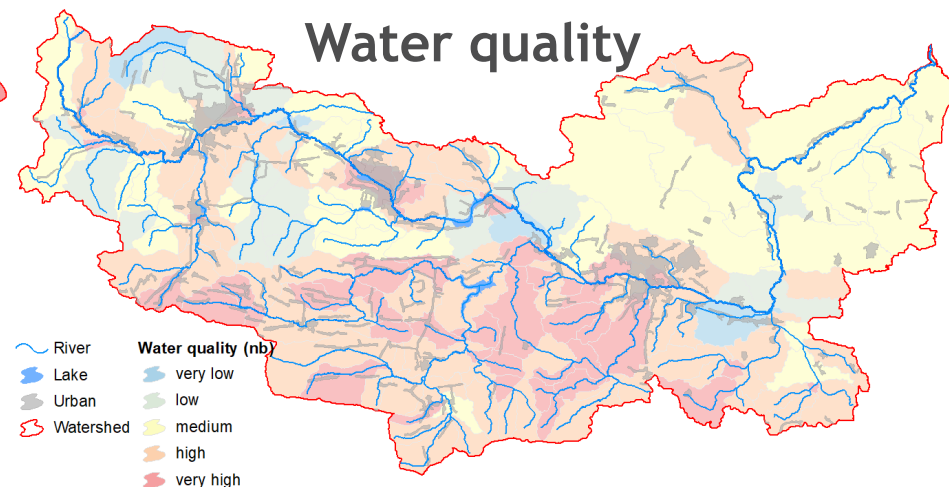 Water quality
River
Lake
Urban
Watershed
Water quality (nb)
very low
low
medium
high
very high